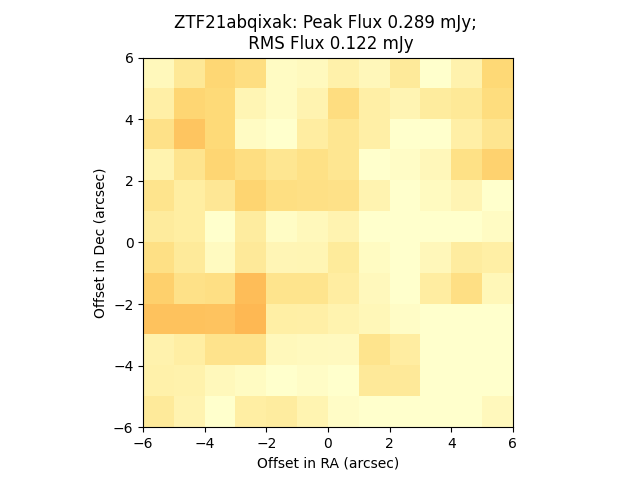 ZTF21abqixak: Peak Flux 0.289 mJy;
RMS Flux 0.122 mJy
6
4
2
0
−2
−4
−6
Offset in Dec (arcsec)
−6 −4 −2 0 2 4 6
Offset in RA (arcsec)